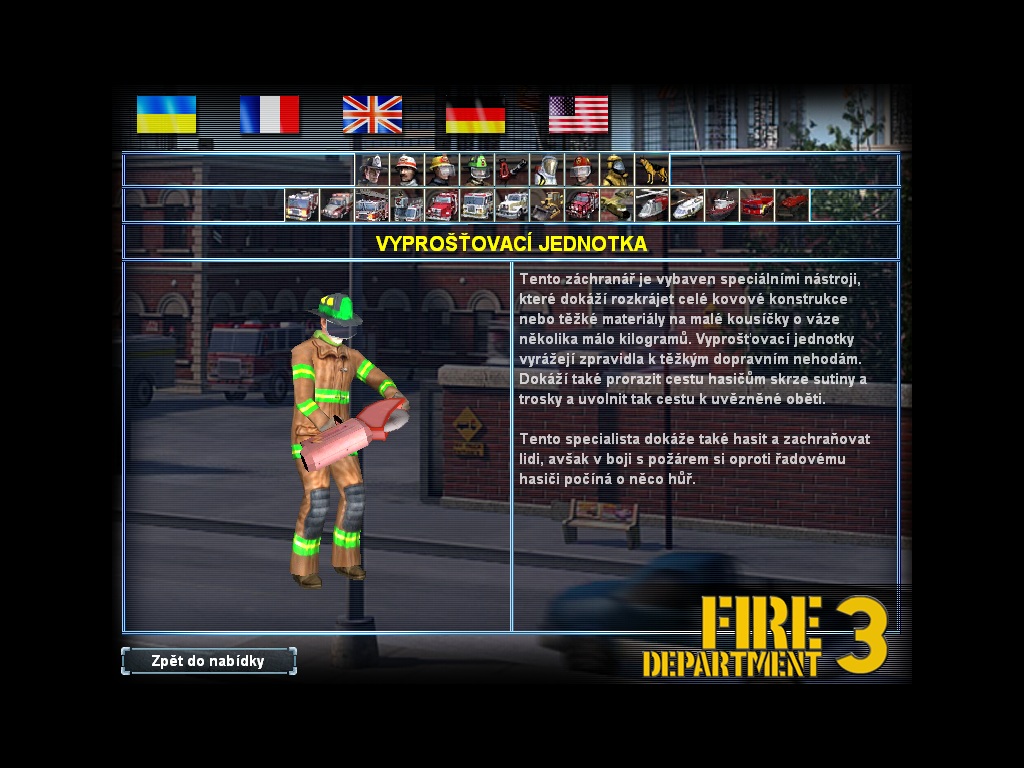 VYPROŠŤOVACÍ JEDNOTKA
Tento záchranář je vybaven speciálními nástroji,
které dokáží rozkrájet celé kovové konstrukce
nebo těžké materiály na malé kousíčky o váze
několika málo kilogramů. Vyprošťovací jednotky
vyrážejí zpravidla k těžkým dopravním nehodám.
Dokáží také prorazit cestu hasičům skrze sutiny a
trosky a uvolnit tak cestu k uvězněné oběti.
Tento specialista dokáže také hasit a zachraňovat
lidi, avšak v boji s požárem si oproti řadovému
hasiči počíná o něco hůř.
FIRE
DEPARTMENT 3
Zpět do nabídky